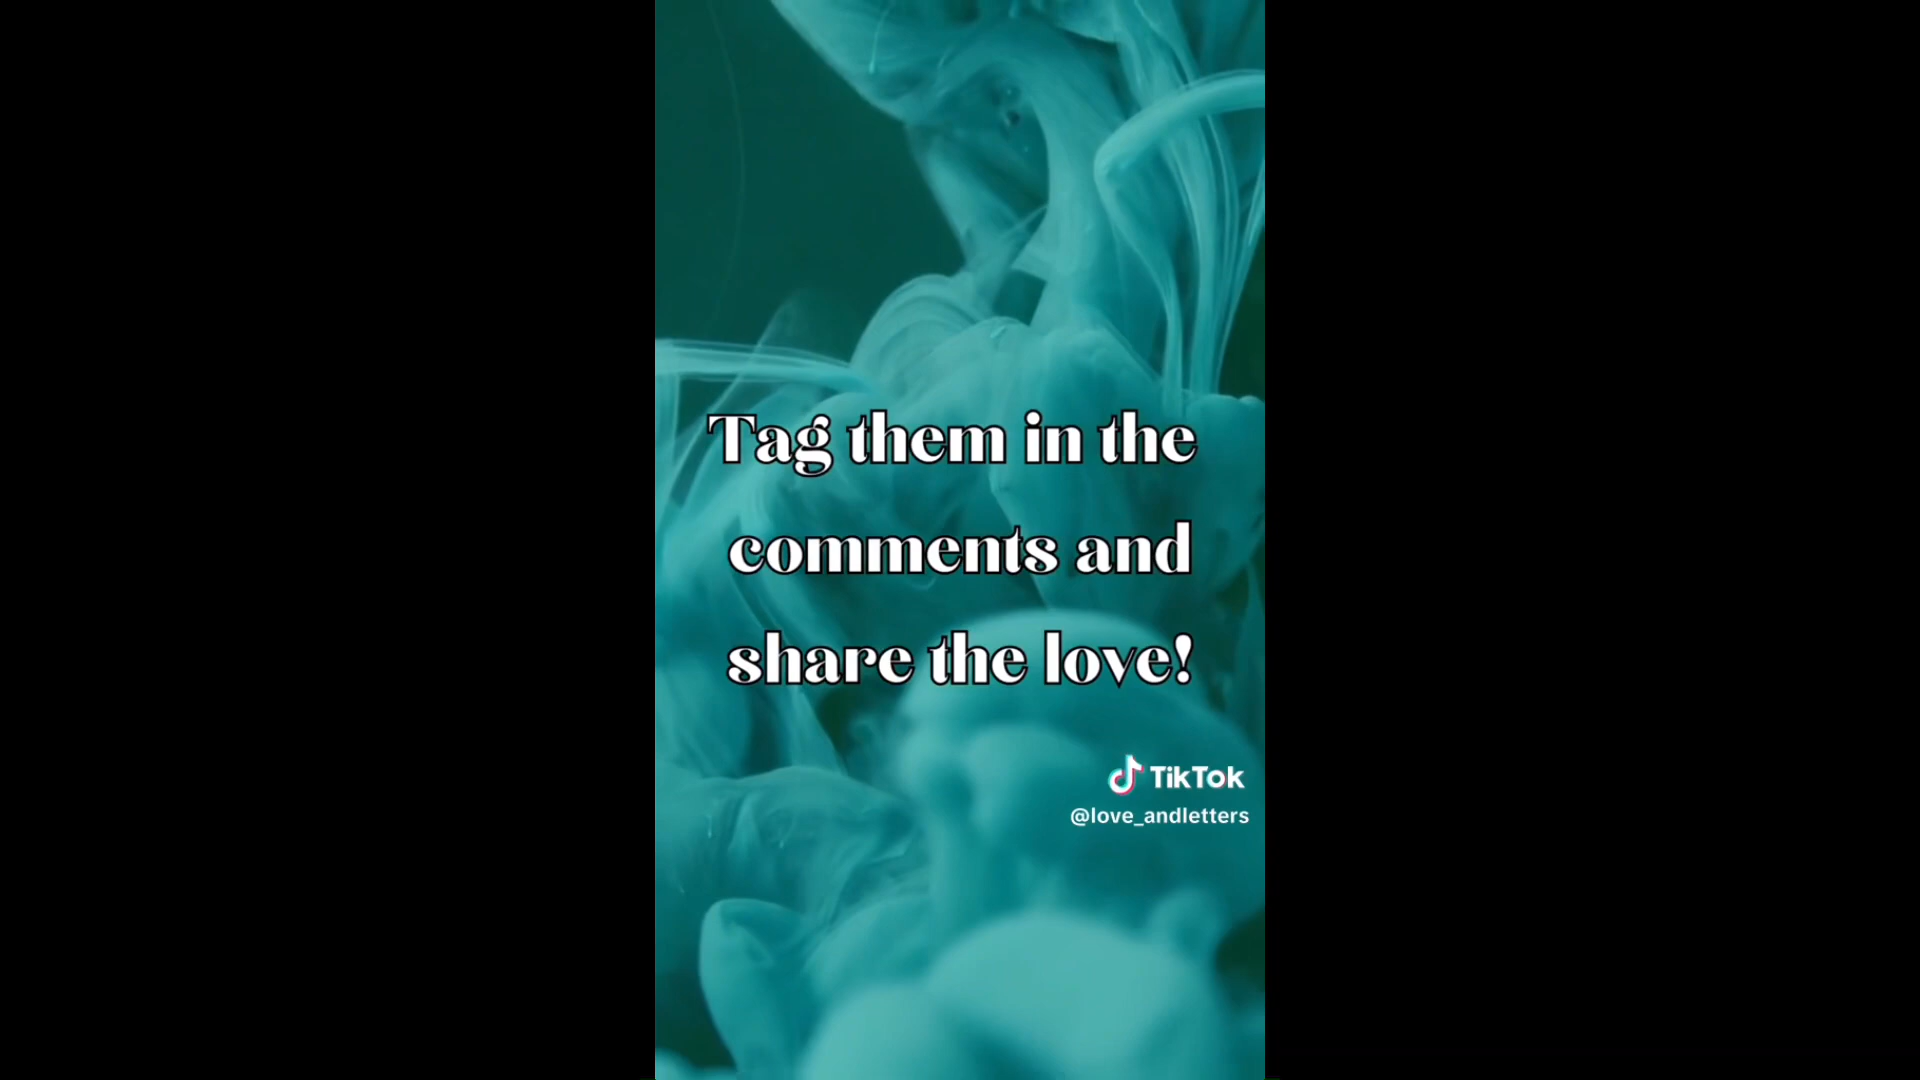 Tag them in the
comments and
share the love!
TikTok
@love_andletters